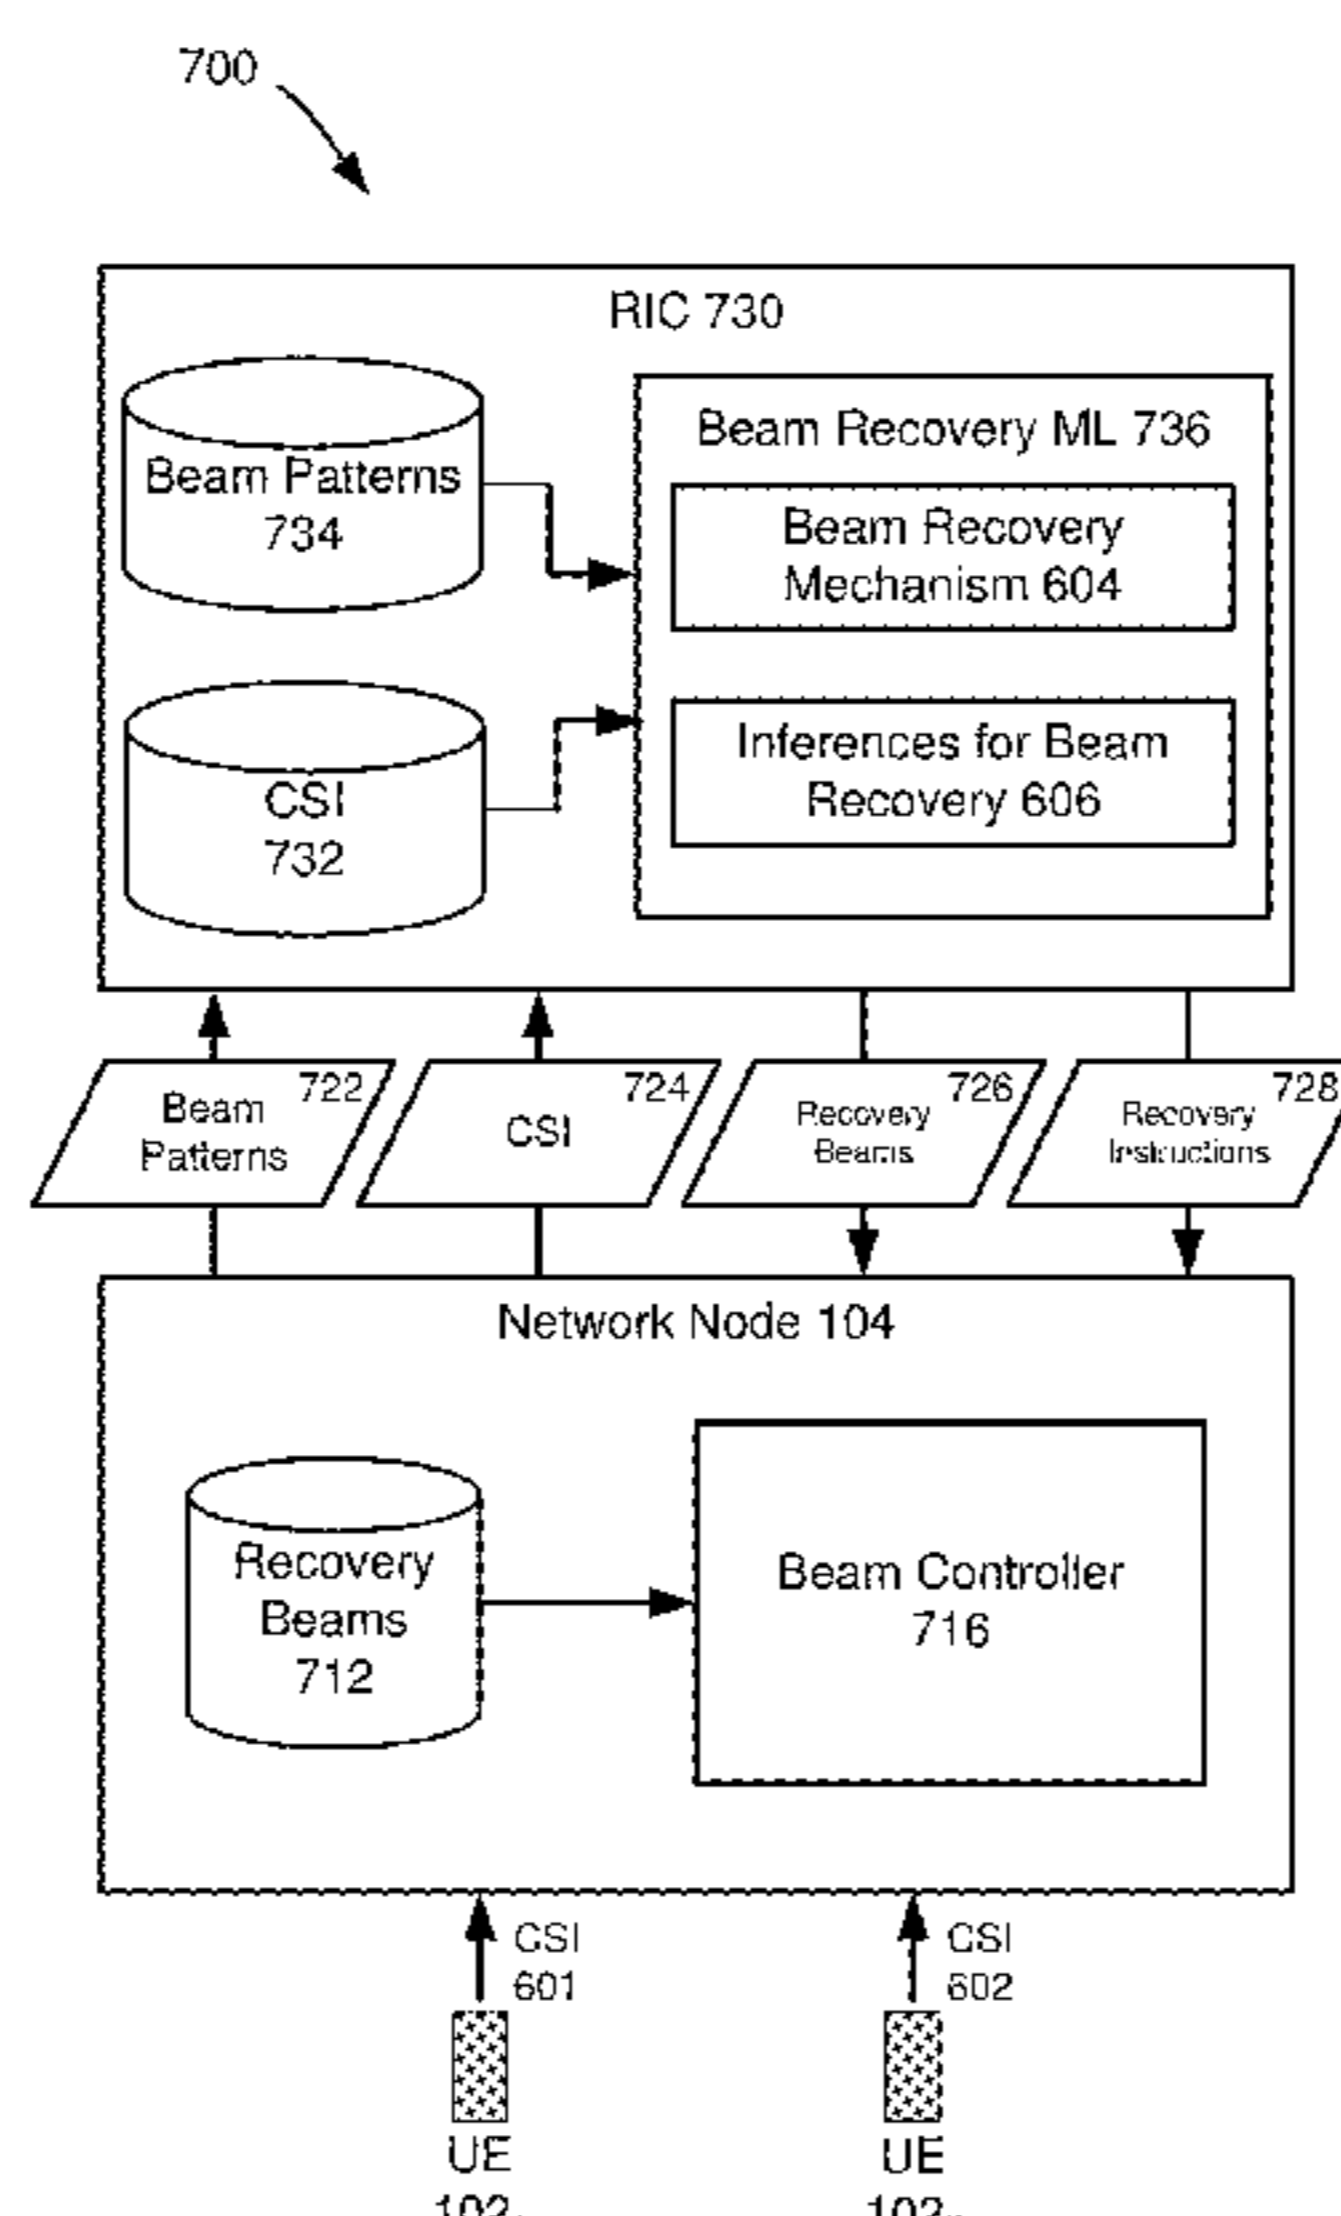 700
RIC 730
Beam Patterns
734
CSI
732
Beam Recovery ML 736
Beam Recovery
Mechanism 604
Inferences for Beam
Recovery 606
722
Beam
Patterns
724
CSI
726
Recovery
Beams
728
Recovery
Instructions
Network Node 104
Recovery
Beams
712
Beam Controller
716
CSI
601
CSI
602
UE
UE